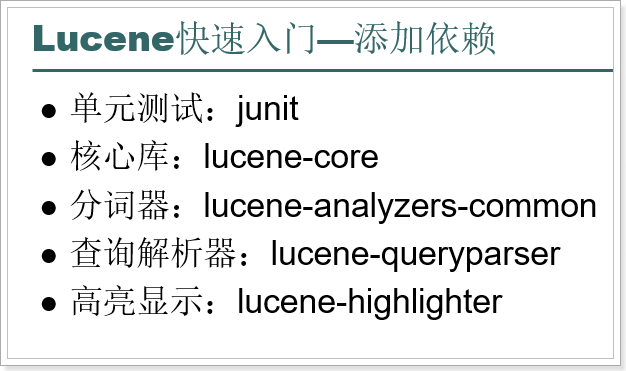 Lucene快速入门—添加依赖
● 单元测试：junit
● 核心库：lucene-core
● 分词器：lucene-analyzers-common
● 查询解析器：lucene-queryparser
● 高亮显示：lucene-highlighter